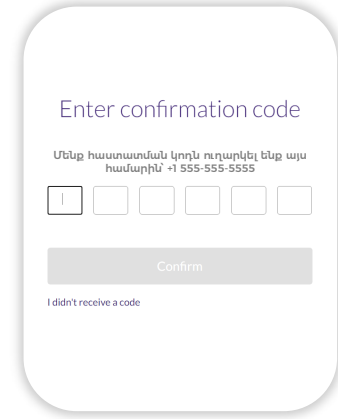 Enter confirmation code
Մենք հաստատման կոդն ուղարկել ենք այս
համարին՝ +1 555-555-5555
Confirm
I didn't receive a code